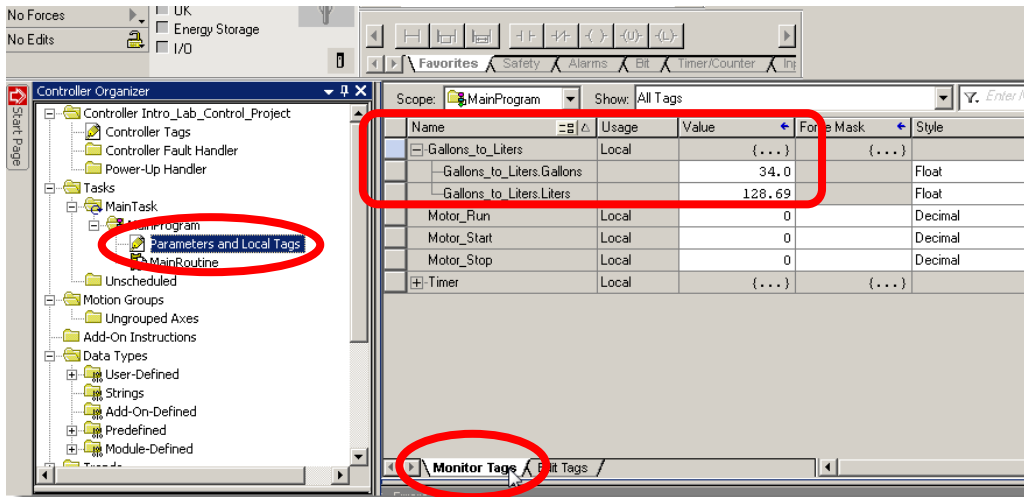 No Forces
No Edits
OK
Energy Storage
I/O
Favorites Safety Alarms Bit Timer/Counter
Start Page
Controller Organizer
Controller Intro_Lab_Control_Project
Controller Tags
Controller Fault Handler
Power-Up Handler
Tasks
MainTask
MainProgram
Parameters and Local Tags
MainRoutine
Unscheduled
Motion Groups
Ungrouped Axes
Add-On Instructions
Data Types
User-Defined
Strings
Add-On-Defined
Predefined
Module-Defined
Trends
Scope: MainProgram Show: All Tags Enter
Name Usage Value Force Mask Style
Gallons_to_Liters Local {...} {...}
Gallons_to_Liters.Gallons 34.0 Float
Gallons_to_Liters.Liters 128.69 Float
Motor_Run Local 0 Decimal
Motor_Start Local 0 Decimal
Motor_Stop Local 0 Decimal
Timer Local {...} {...}
Monitor Tags Edit Tags